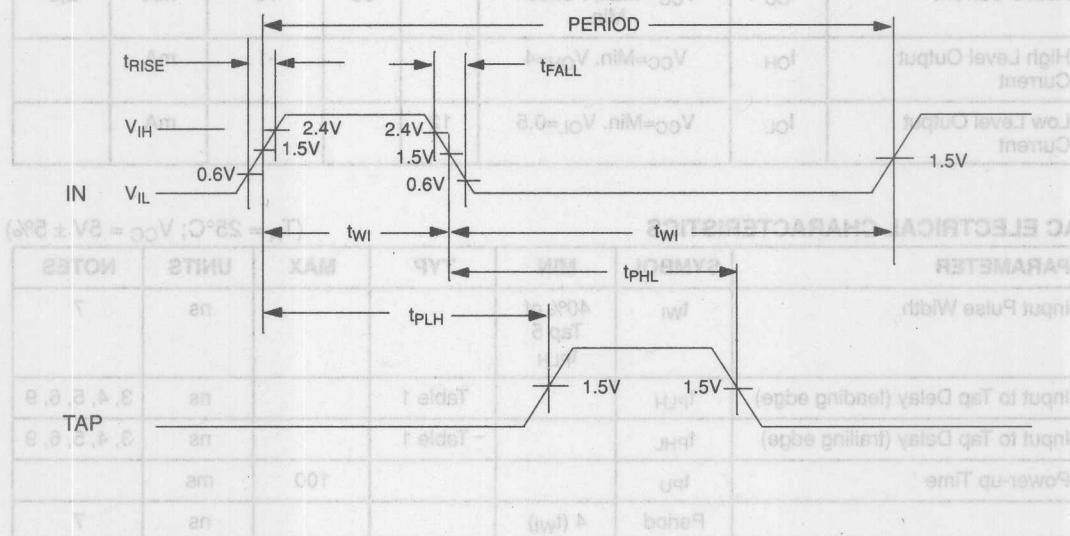 PERIOD
tRISE
tFALL
VIH
2.4V
2.4V
1.5V
1.5V
1.5V
0.6V
0.6V
IN
VIL
tWI
tWI
tPHL
tPLH
1.5V
1.5V
TAP
High Level Output Current
IOH
VCC=Min. VOH=4
mA
Low Level Output Current
IOL
VCC=Min. VOL=0.5
12
mA
AC ELECTRICAL CHARACTERISTICS
= 25°C; VCC = 5V ± 5%)
PARAMETER
SYMBOL
MIN
TYP
MAX
UNITS
NOTES
Input Pulse Width
tWI
40% of Tap 5 tPLH
ns
7
Input to Tap Delay (leading edge)
tPLH
Table 1
ns
3, 4, 5, 6, 9
Input to Tap Delay (trailing edge)
tPHL
Table 1
ns
3, 4, 5, 6, 9
Power-up Time
tPU
100
ms
Period
4 (tWI)
ns
7